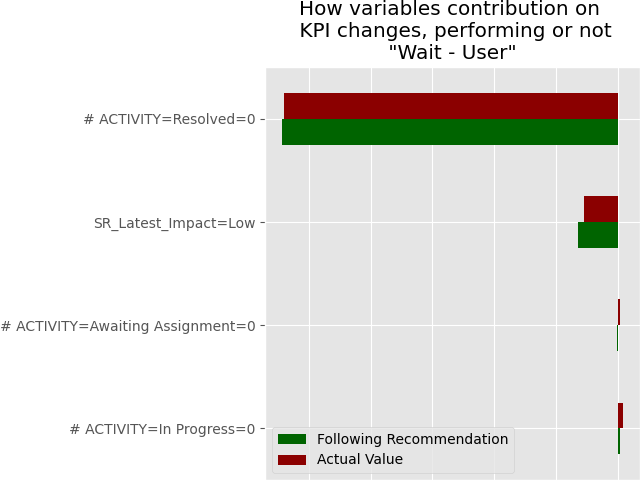 How variables contribution on
KPI changes, performing or not
"Wait - User"
# ACTIVITY=Resolved=0
SR_Latest_Impact=Low
# ACTIVITY=Awaiting Assignment=0
# ACTIVITY=In Progress=0
Following Recommendation
Actual Value